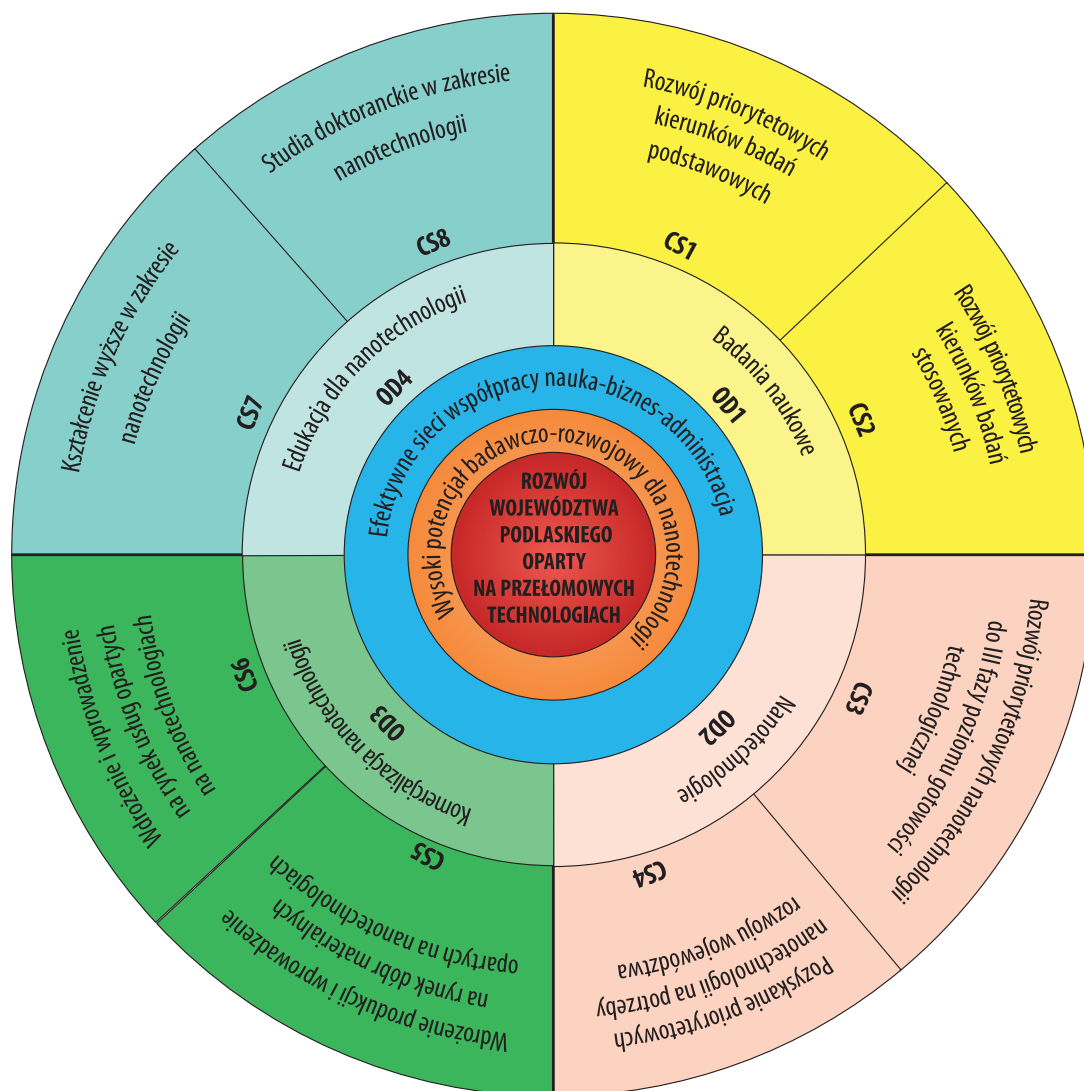 ROZWÓJ
WOJEWÓDZTWA
PODLASKIEGO
OPARTY
NA PRZEŁOMOWYCH
TECHNOLOGIACH
Wysoki potencjał badawczo-rozwojowy dla nanotechnologii
Efektywne sieci współpracy nauka-biznes-administracja
OD1
Badania naukowe
CS1
Rozwój priorytetowych
kierunków badań
podstawowych
CS2
Rozwój priorytetowych
kierunków badań
stosowanych
OD2
Nanotechnologie
CS3
Rozwój priorytetowych nanotechnologii
do III fazy poziomu gotowości
technologicznej
CS4
Pozyskanie priorytetowych
nanotechnologii na potrzeby
rozwoju województwa
OD3
Komercjalizacja nanotechnologii
CS5
Wdrożenie produkcji i wprowadzenie
na rynek dóbr materialnych
opartych na nanotechnologiach
CS6
Wdrożenie i wprowadzenie
na rynek usług opartych
na nanotechnologiach
OD4
Edukacja dla nanotechnologii
CS7
Kształcenie wyższe w zakresie
nanotechnologii
CS8
Studia doktoranckie w zakresie
nanotechnologii